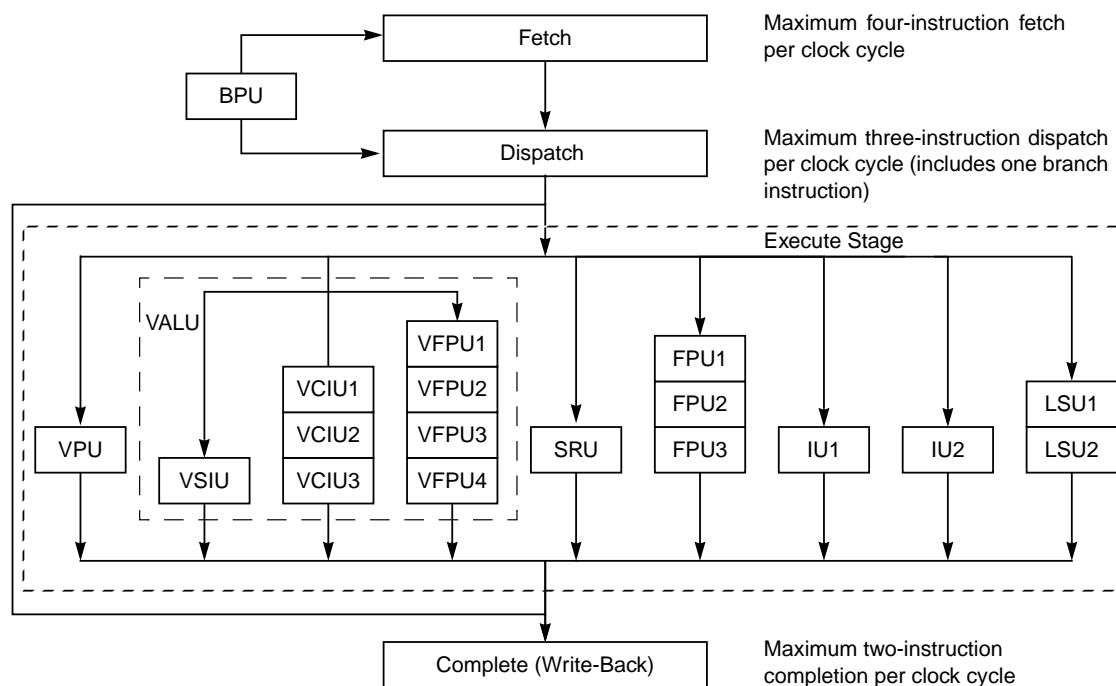 Fetch
Maximum four-instruction fetch
per clock cycle
BPU
Dispatch
Maximum three-instruction dispatch
per clock cycle (includes one branch
instruction)
Execute Stage
VALU
VPU
VSIU
VCIU1
VCIU2
VCIU3
VFPU1
VFPU2
VFPU3
VFPU4
SRU
FPU1
FPU2
FPU3
IU1
IU2
LSU1
LSU2
Complete (Write-Back)
Maximum two-instruction
completion per clock cycle